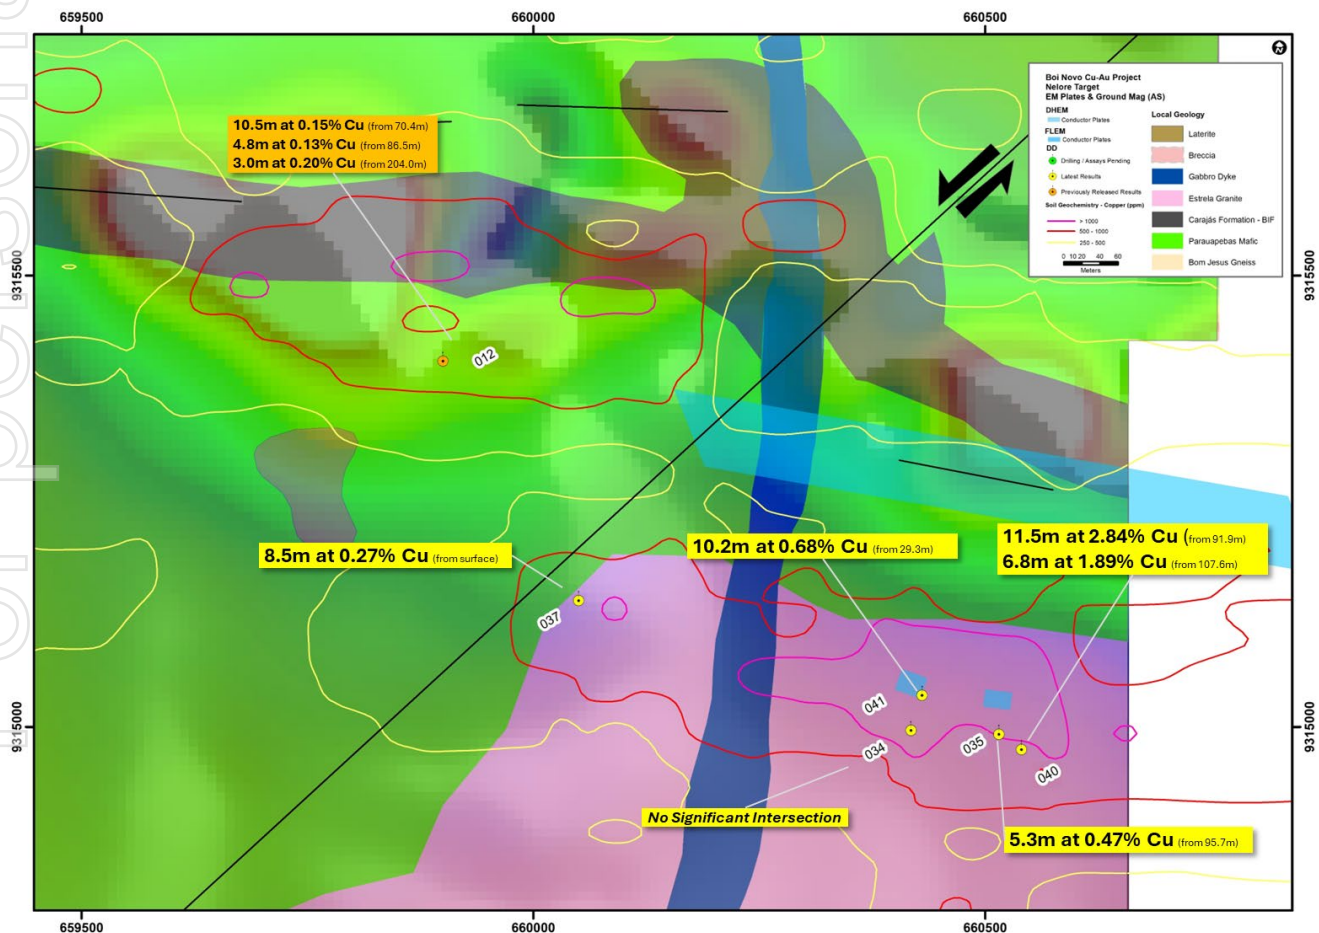 659500
660000
660500
Boi Novo Cu-Au Project
Nelore Target
EM Plates & Ground Mag (AS)
DHEM
Conductor Plates
FLEM
Conductor Plates
DD
Drilling / Assays Pending
Latest Results
Previously Released Results
Soil Geochemistry - Copper (ppm)
> 1000
500 - 1000
250 - 500
0 10 20 40 60
Meters
Local Geology
Laterite
Breccia
Gabbro Dyke
Estrela Granite
Carajás Formation - BIF
Parauapebas Mafic
Bom Jesus Gneiss
10.5m at 0.15% Cu (from 70.4m)
4.8m at 0.13% Cu (from 86.5m)
3.0m at 0.20% Cu (from 204.0m)
9315500
9315500
012
8.5m at 0.27% Cu (from surface)
10.2m at 0.68% Cu (from 29.3m)
11.5m at 2.84% Cu (from 91.9m)
6.8m at 1.89% Cu (from 107.6m)
037
041
034
035
040
9315000
9315000
No Significant Intersection
5.3m at 0.47% Cu (from 95.7m)
659500
660000
660500